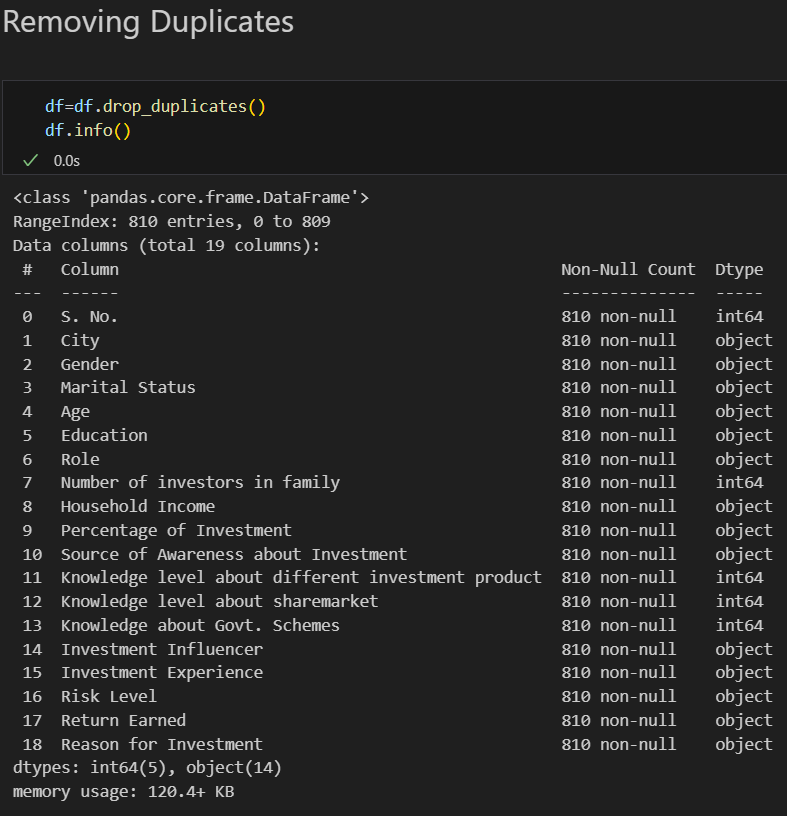 Removing Duplicates
df=df.drop_duplicates()
df.info()
0.0s
<class 'pandas.core.frame.DataFrame'>
RangeIndex: 810 entries, 0 to 809
Data columns (total 19 columns):
 #   Column                                            Non-Null Count  Dtype
---  ------                                            --------------  -----
 0   S. No.                                            810 non-null    int64
 1   City                                              810 non-null    object
 2   Gender                                            810 non-null    object
 3   Marital Status                                    810 non-null    object
 4   Age                                               810 non-null    object
 5   Education                                         810 non-null    object
 6   Role                                              810 non-null    object
 7   Number of investors in family                     810 non-null    int64
 8   Household Income                                  810 non-null    object
 9   Percentage of Investment                          810 non-null    object
 10  Source of Awareness about Investment              810 non-null    object
 11  Knowledge level about different investment product  810 non-null    int64
 12  Knowledge level about sharemarket                 810 non-null    int64
 13  Knowledge about Govt. Schemes                     810 non-null    int64
 14  Investment Influencer                             810 non-null    object
 15  Investment Experience                             810 non-null    object
 16  Risk Level                                        810 non-null    object
 17  Return Earned                                     810 non-null    object
 18  Reason for Investment                             810 non-null    object
dtypes: int64(5), object(14)
memory usage: 120.4+ KB